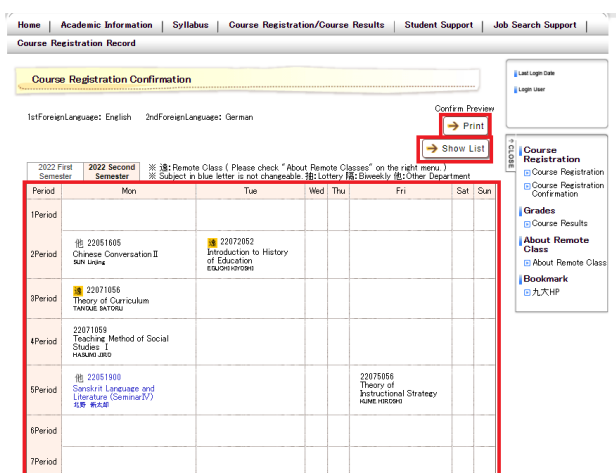 Home | Academic Information | Syllabus | Course Registration/Course Results | Student Support | Job Search Support |
Course Registration Record
Course Registration Confirmation
Last Login Date
Login User
1stForeignLanguage: English 2ndForeignLanguage: German
Confirm Preview
Print
Show List
2022 First Semester
2022 Second Semester
※ 遠: Remote Class ( Please check "About Remote Classes" on the right menu. )
※ Subject in blue letter is not changeable. 抽: Lottery 隔: Biweekly 他: Other Department
Period Mon Tue Wed Thu Fri Sat Sun
1Period
2Period
他 22051605
Chinese Conversation II
SUN Linjing
遠 22072052
Introduction to History
of Education
EGUCHI KIYOSHI
3Period
遠 22071056
Theory of Curriculum
TANOUE SATORU
4Period
22071059
Teaching Method of Social
Studies I
HASUMI JIRO
5Period
他 22051900
Sanskrit Language and
Literature (SeminarIV)
22075056
Theory of
Instructional Strategy
KUME HIROSHI
6Period
7Period
CLOSE
Course
Registration
Course Registration
Course Registration
Confirmation
Grades
Course Results
About Remote
Class
About Remote Class
Bookmark
九大HP